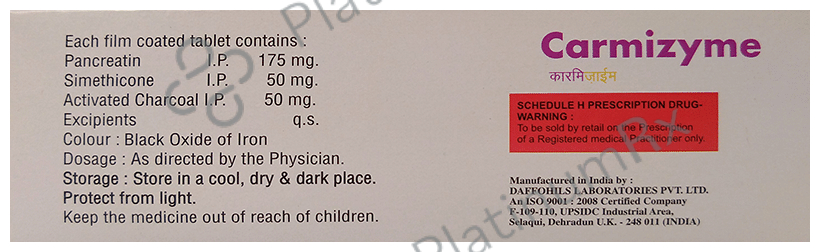 Each film coated tablet contains :
Pancreatin I.P. 175 mg.
Simethicone I.P. 50 mg.
Activated Charcoal I.P. 50 mg.
Excipients q.s.
Colour : Black Oxide of Iron
Dosage : As directed by the Physician.
Storage : Store in a cool, dry & dark place.
Protect from light.
Keep the medicine out of reach of children.
Carmizyme
कारमिजाईम
SCHEDULE H PRESCRIPTION DRUG-
WARNING :
To be sold by retail on the Prescription
of a Registered medical Practitioner only.
Manufactured in India by :
DAFFOHILS LABORATORIES PVT. LTD.
An ISO 9001 : 2008 Certified Company
F-109-110, UPSIDC Industrial Area,
Selaqui, Dehradun U.K. - 248 011 (INDIA)
PlatinumRx